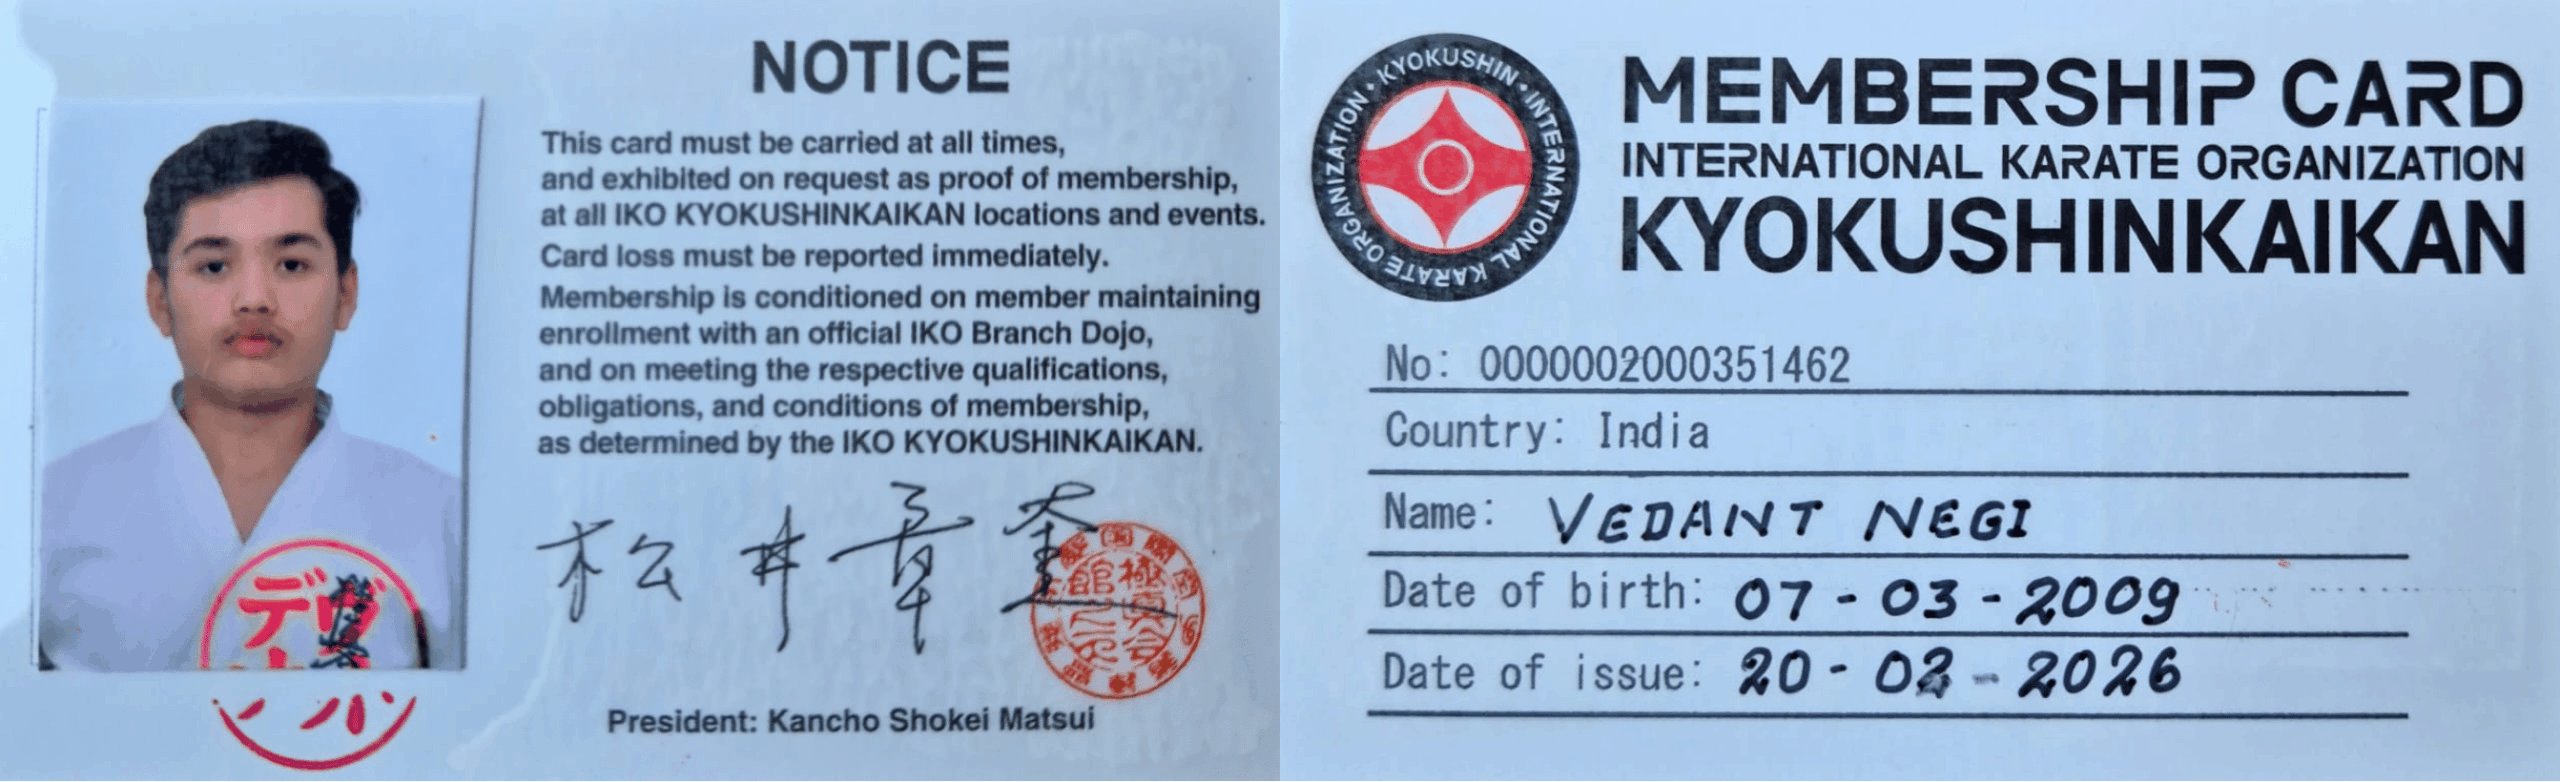 NOTICE
This card must be carried at all times,
and exhibited on request as proof of membership,
at all IKO KYOKUSHINKAIKAN locations and events.
Card loss must be reported immediately.
Membership is conditioned on member maintaining
enrollment with an official IKO Branch Dojo,
and on meeting the respective qualifications,
obligations, and conditions of membership,
as determined by the IKO KYOKUSHINKAIKAN.
松井章奎
President: Kancho Shokei Matsui
KYOKUSHIN • INTERNATIONAL KARATE ORGANIZATION •
MEMBERSHIP CARD
INTERNATIONAL KARATE ORGANIZATION
KYOKUSHINKAIKAN
No: 0000002000351462
Country: India
Name: VEDANT NEGI
Date of birth: 07-03-2009
Date of issue: 20-02-2026